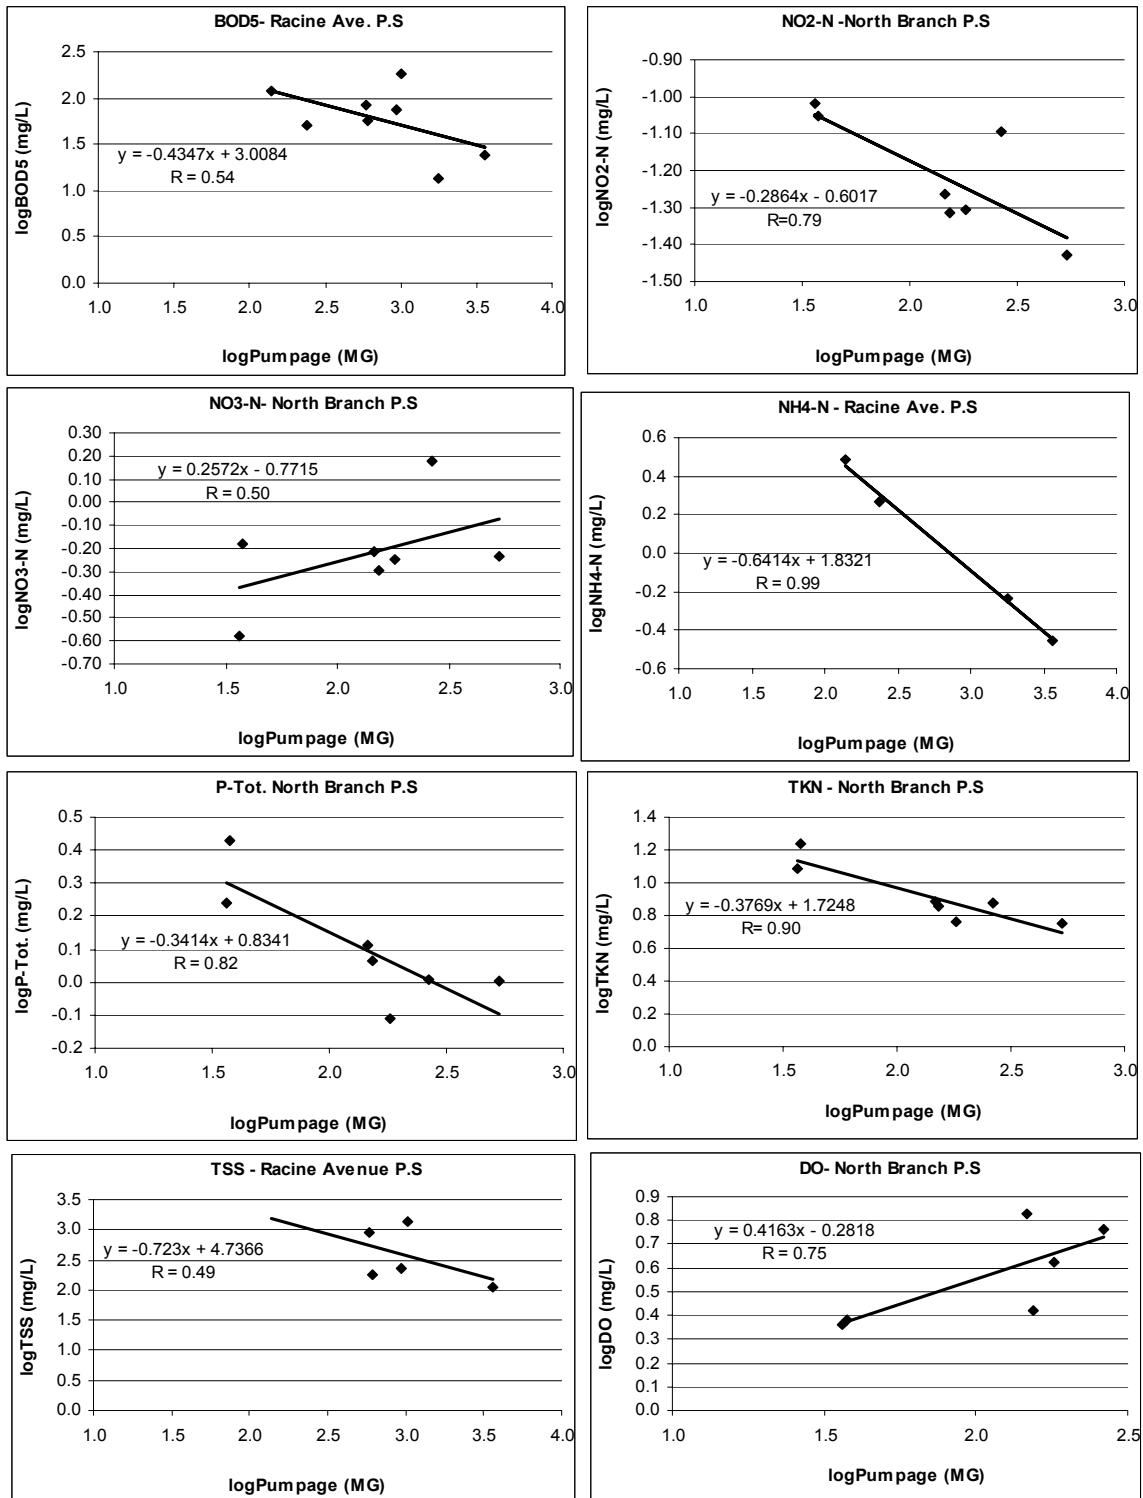 BOD5- Racine Ave. P.S
2.5
2.0
1.5
1.0
0.5
0.0
1.0 1.5 2.0 2.5 3.0 3.5 4.0
logBOD5 (mg/L)
y = -0.4347x + 3.0084
R = 0.54
logPumpage (MG)
NO2-N -North Branch P.S
-0.90
-1.00
-1.10
-1.20
-1.30
-1.40
-1.50
1.0 1.5 2.0 2.5 3.0
logNO2-N (mg/L)
y = -0.2864x - 0.6017
R=0.79
logPumpage (MG)
NO3-N- North Branch P.S
0.30
0.20
0.10
0.00
-0.10
-0.20
-0.30
-0.40
-0.50
-0.60
-0.70
1.0 1.5 2.0 2.5 3.0
logNO3-N (mg/L)
y = 0.2572x - 0.7715
R = 0.50
logPumpage (MG)
NH4-N - Racine Ave. P.S
0.6
0.4
0.2
0.0
-0.2
-0.4
-0.6
1.0 1.5 2.0 2.5 3.0 3.5 4.0
logNH4-N (mg/L)
y = -0.6414x + 1.8321
R = 0.99
logPumpage (MG)
P-Tot. North Branch P.S
0.5
0.4
0.3
0.2
0.1
0.0
-0.1
-0.2
1.0 1.5 2.0 2.5 3.0
logP-Tot. (mg/L)
y = -0.3414x + 0.8341
R = 0.82
logPumpage (MG)
TKN - North Branch P.S
1.4
1.2
1.0
0.8
0.6
0.4
0.2
0.0
1.0 1.5 2.0 2.5 3.0
logTKN (mg/L)
y = -0.3769x + 1.7248
R= 0.90
logPumpage (MG)
TSS - Racine Avenue P.S
3.5
3.0
2.5
2.0
1.5
1.0
0.5
0.0
1.0 1.5 2.0 2.5 3.0 3.5 4.0
logTSS (mg/L)
y = -0.723x + 4.7366
R = 0.49
logPumpage (MG)
DO- North Branch P.S
0.9
0.8
0.7
0.6
0.5
0.4
0.3
0.2
0.1
0.0
1.0 1.5 2.0 2.5
logDO (mg/L)
y = 0.4163x - 0.2818
R = 0.75
logPumpage (MG)